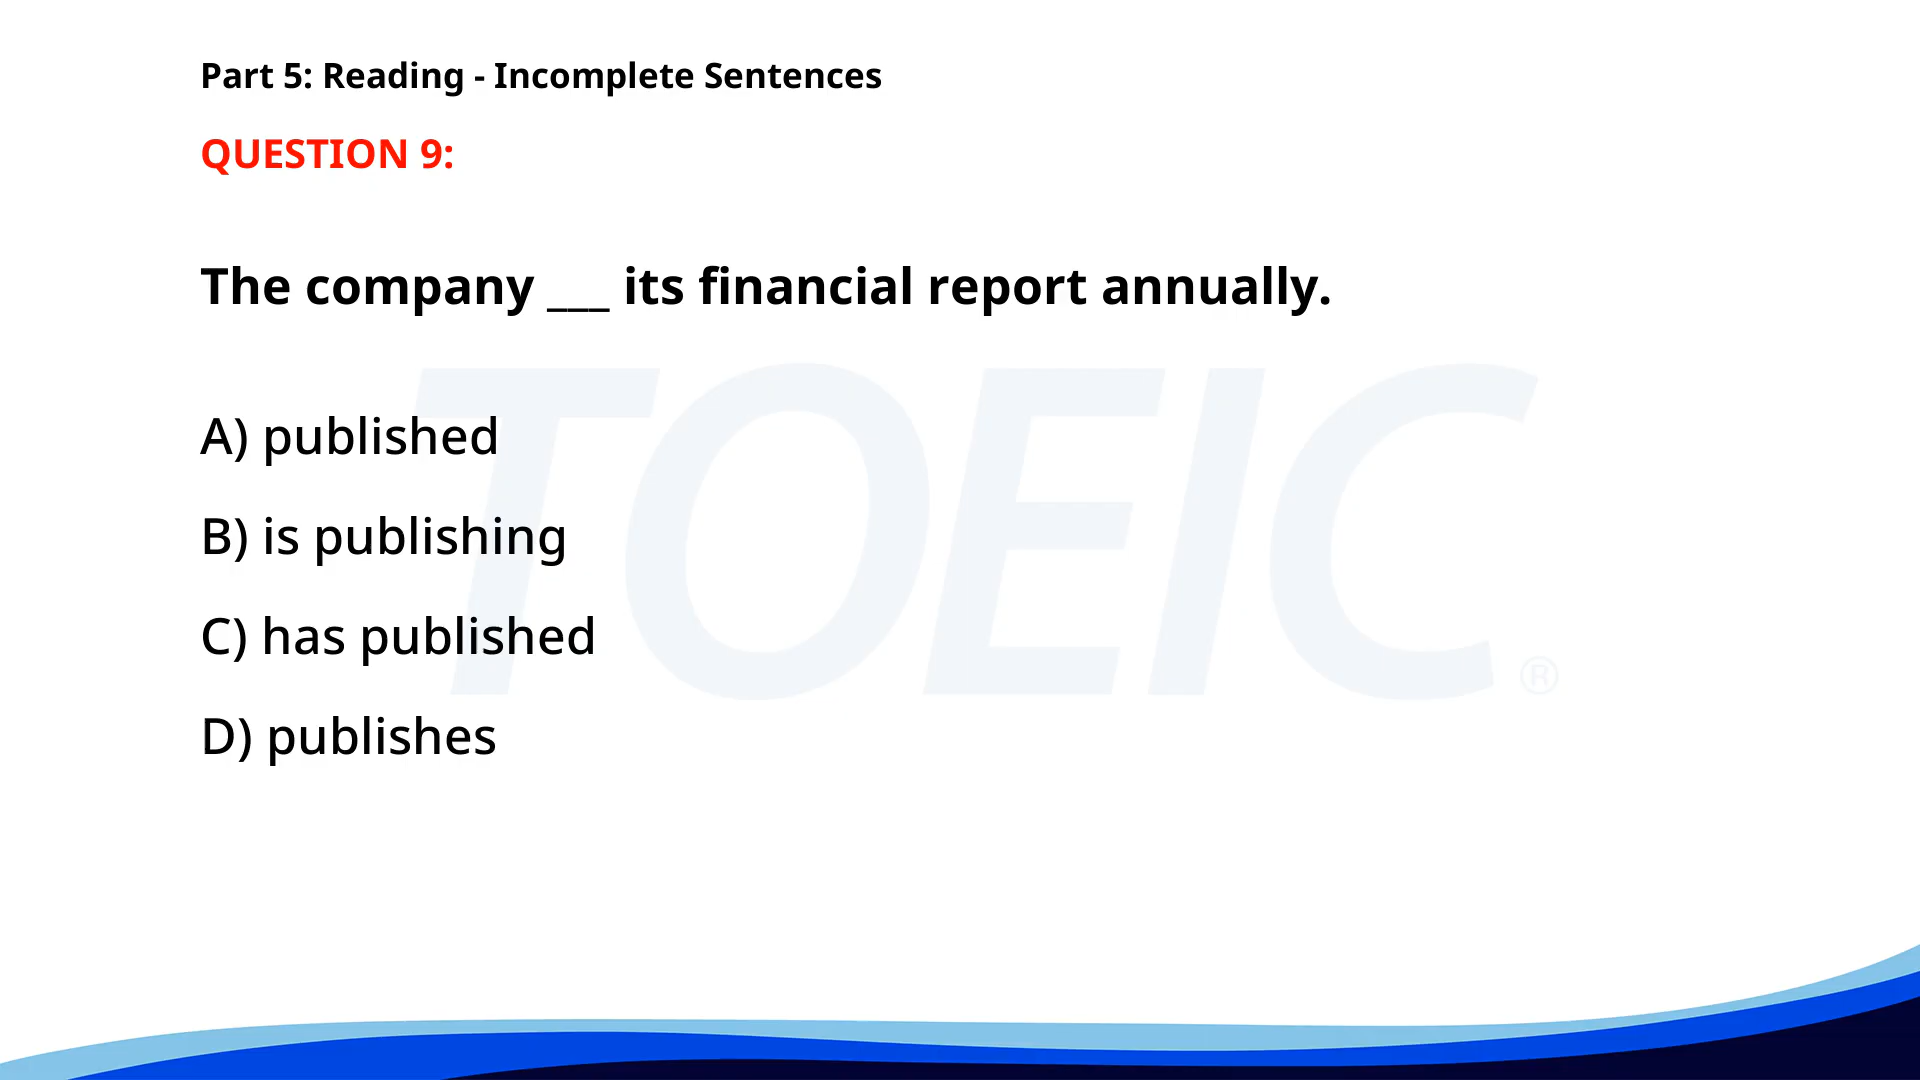 Part 5: Reading - Incomplete Sentences
QUESTION 9:
The company ___ its financial report annually.
TOEIC®
A) published
B) is publishing
C) has published
D) publishes